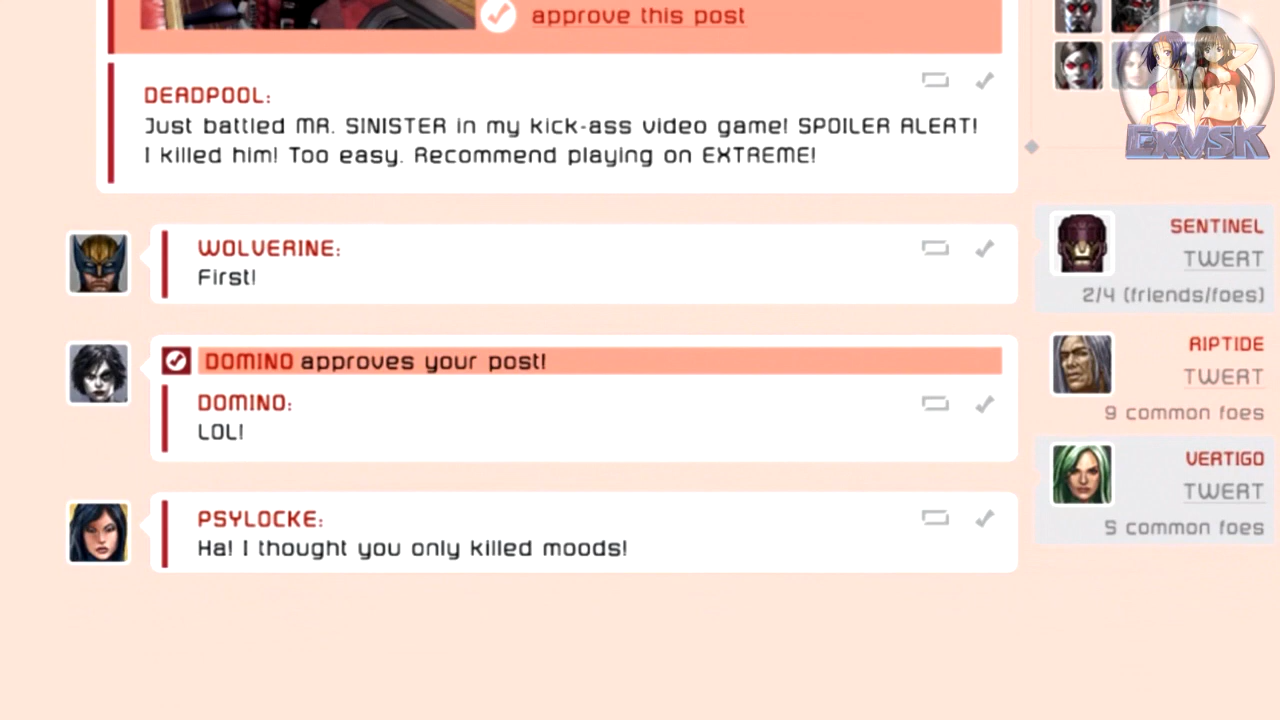 approve this post
DEADPOOL:
Just battled MR. SINISTER in my kick-ass video game! SPOILER ALERT!
I killed him! Too easy. Recommend playing on EXTREME!
WOLVERINE:
First!
DOMINO approves your post!
DOMINO:
LOL!
PSYLOCKE:
Ha! I thought you only killed moods!
ExVSK
SENTINEL
TWERT
2/4 (friends/foes)
RIPTIDE
TWERT
9 common foes
VERTIGO
TWERT
5 common foes